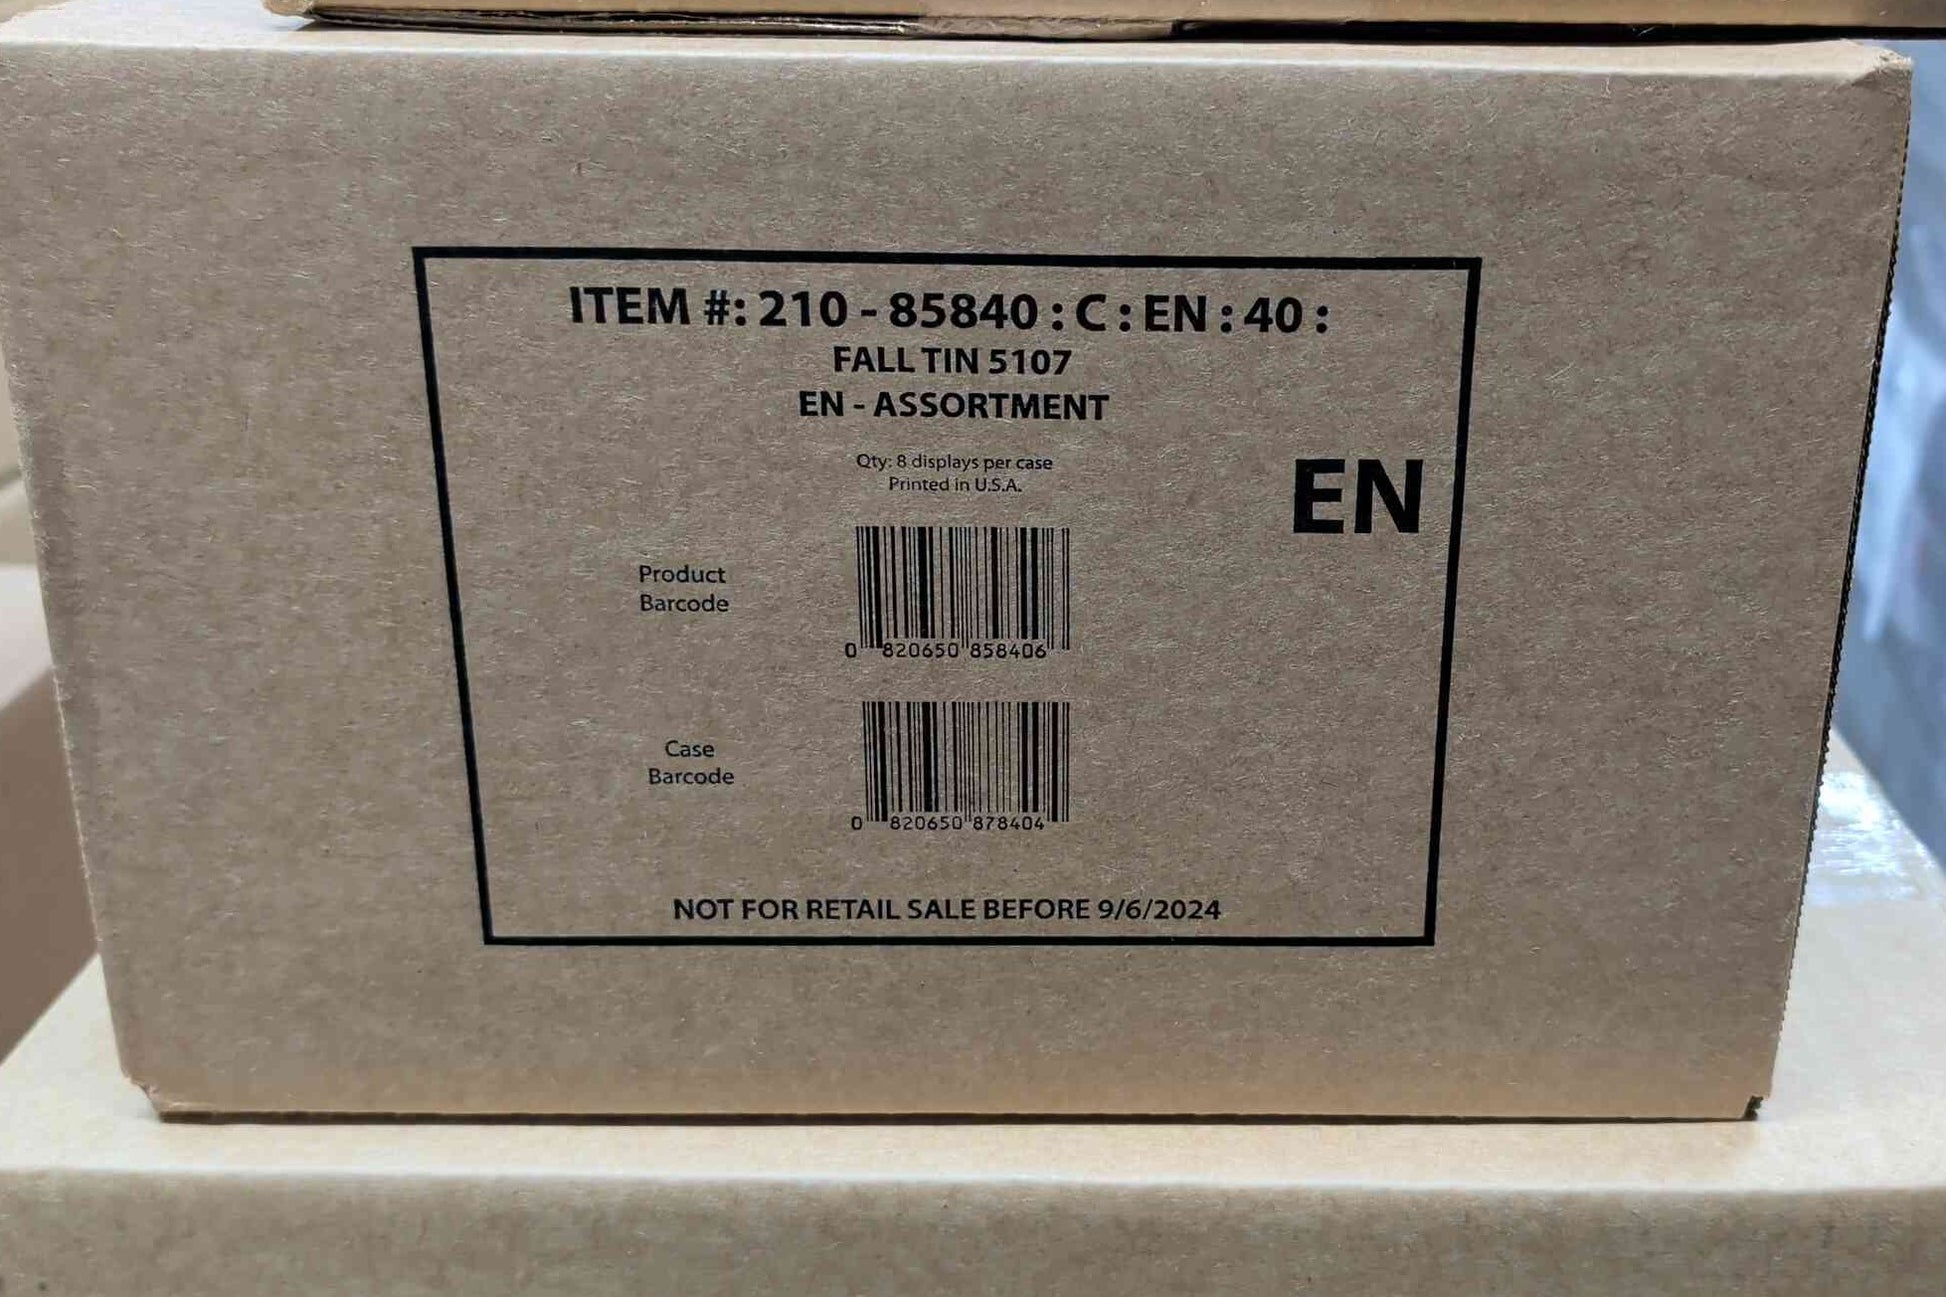 ITEM #: 210 - 85840 : C : EN : 40 :
FALL TIN 5107
EN - ASSORTMENT
Qty: 8 displays per case
Printed in U.S.A.
EN
Product
Barcode
0 820650 858406
Case
Barcode
0 820650 878404
NOT FOR RETAIL SALE BEFORE 9/6/2024